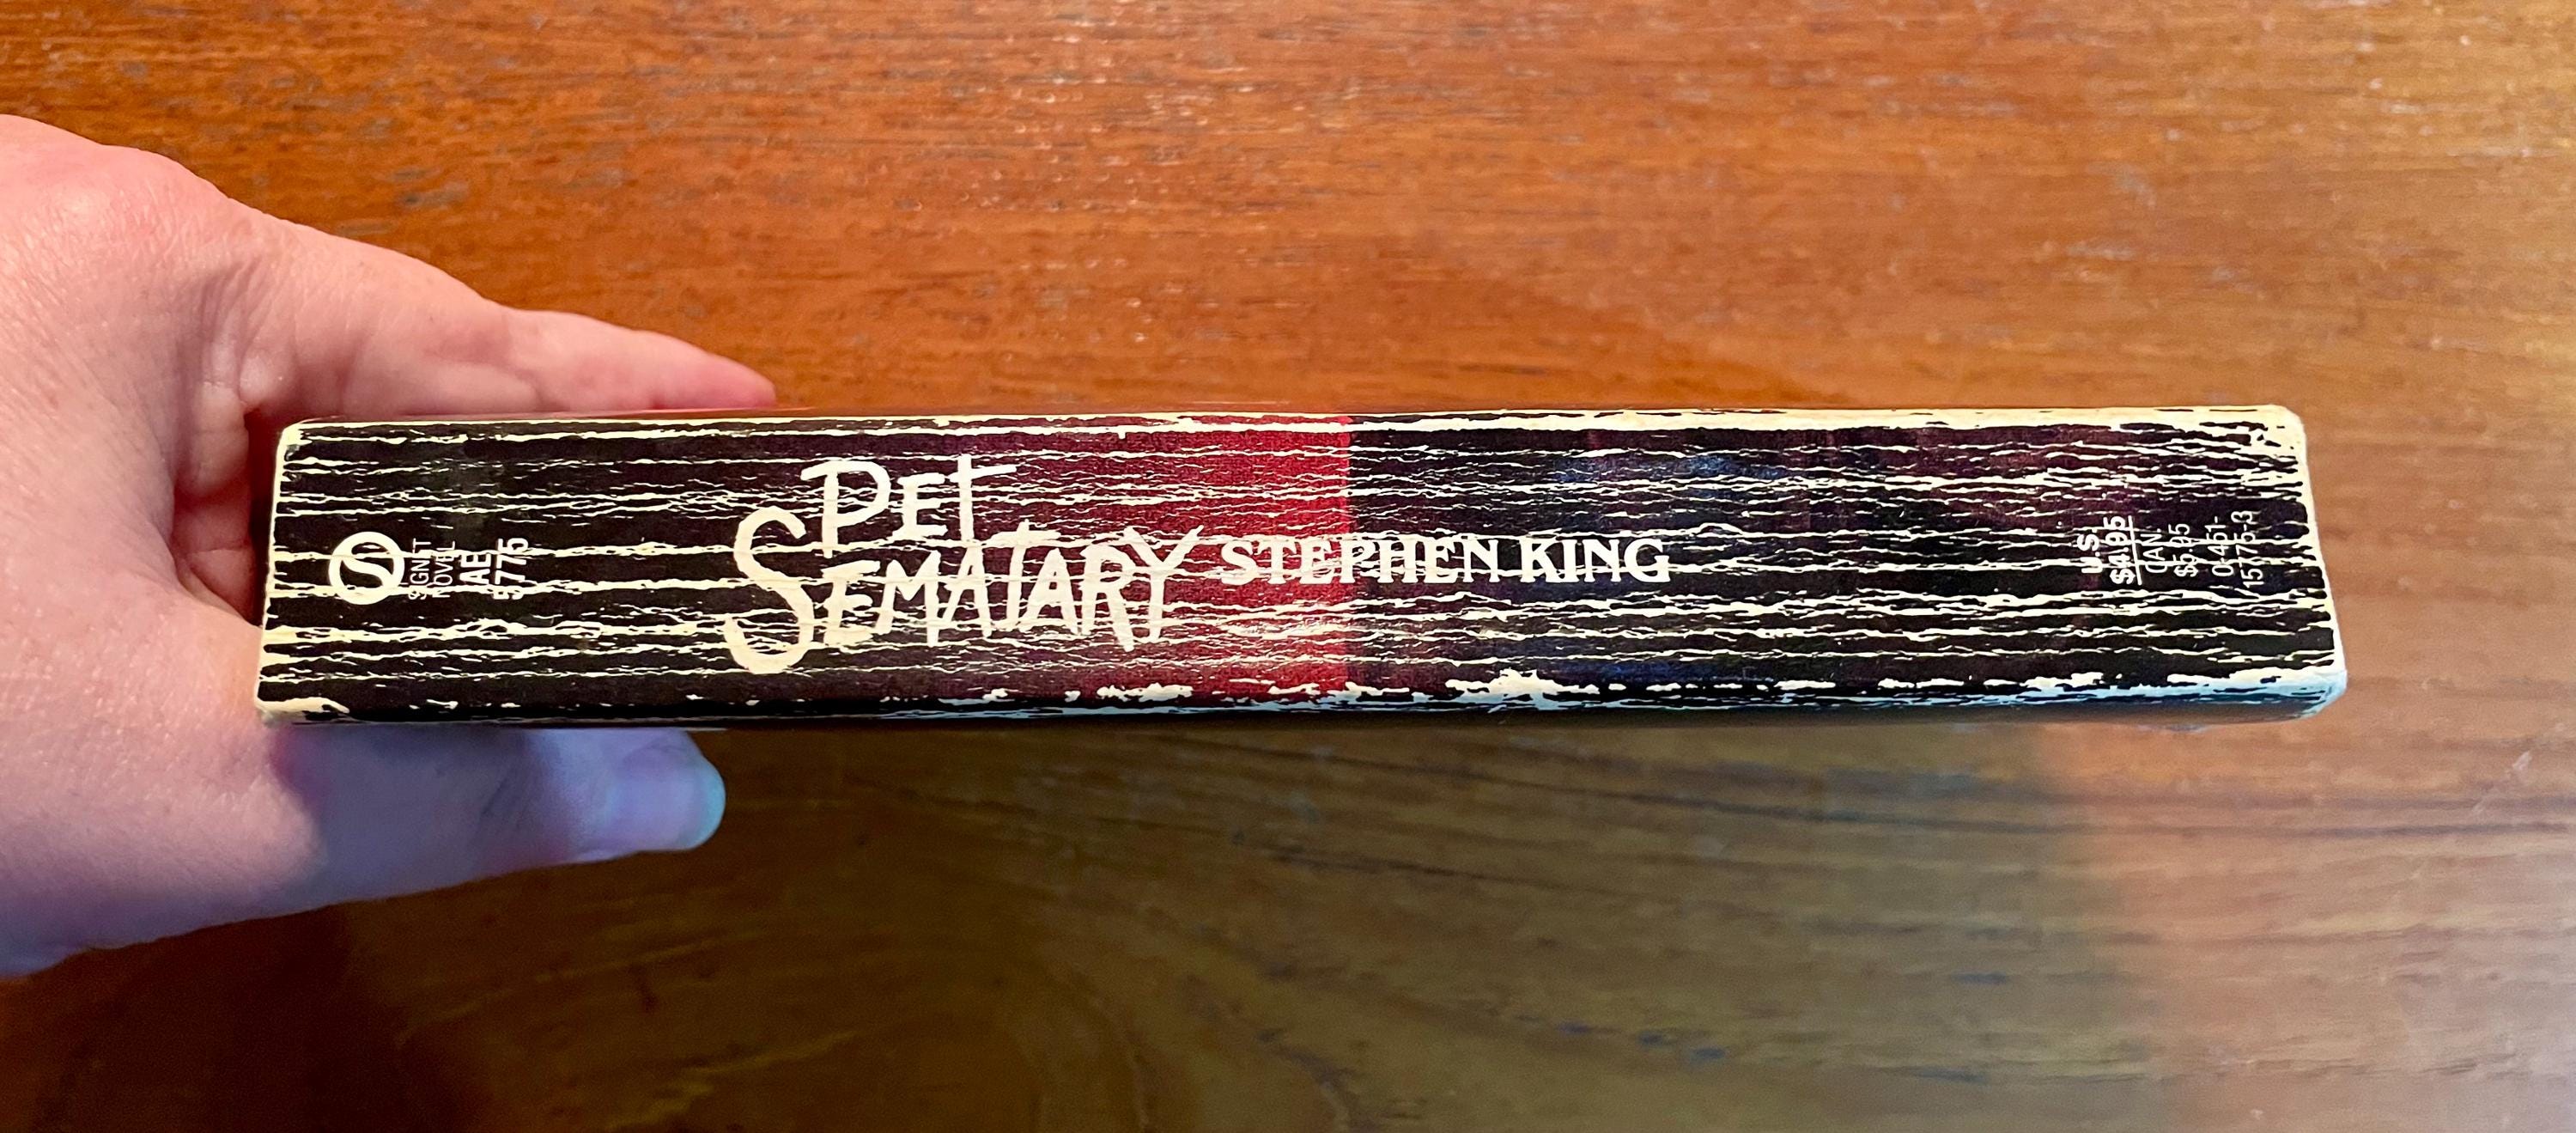 SIGNET
NOVEL
AE
5775
PET
SEMATARY
STEPHEN KING
U.S.
$4.95
CAN.
$5.95
0-451-
15775-3